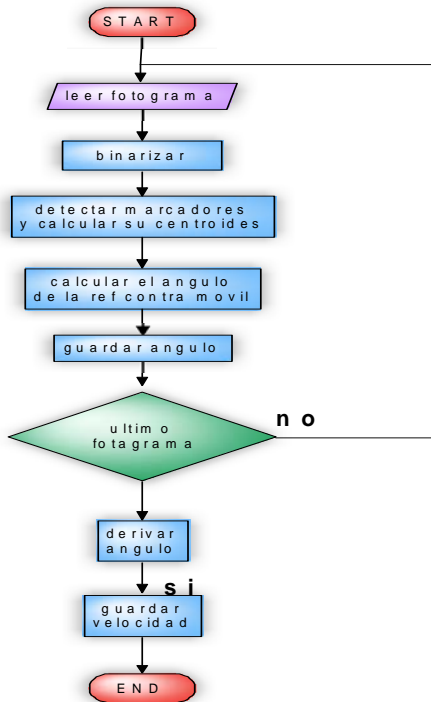 START
leer fotograma
binarizar
detectar marcadores
y calcular su centroides
calcular el angulo
de la ref contra movil
guardar angulo
ultimo
fotagrama
no
derivar
angulo
si
guardar
velocidad
END